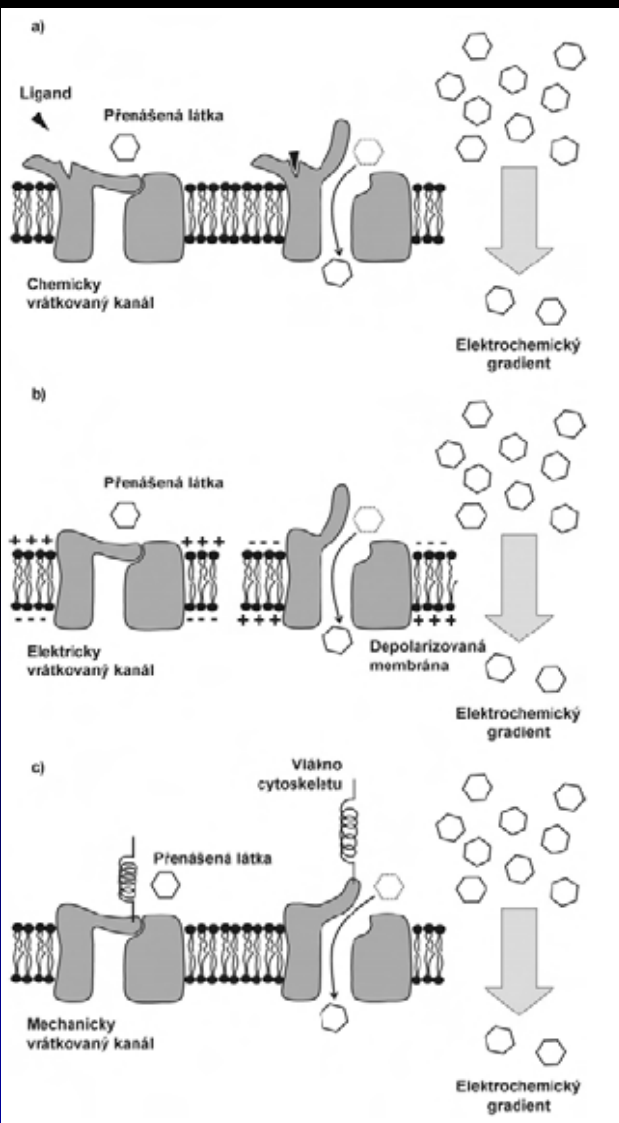 a)
Ligand
Přenášená látka
Chemicky
vrátkovaný kanál
Elektrochemický
gradient
b)
Přenášená látka
+ + +
+ + +
- - -
- - -
- - -
- - -
+ + +
+ + +
Elektricky
vrátkovaný kanál
Depolarizovaná
membrána
Elektrochemický
gradient
c)
Vlákno
cytoskeletu
Přenášená látka
Mechanicky
vrátkovaný kanál
Elektrochemický
gradient